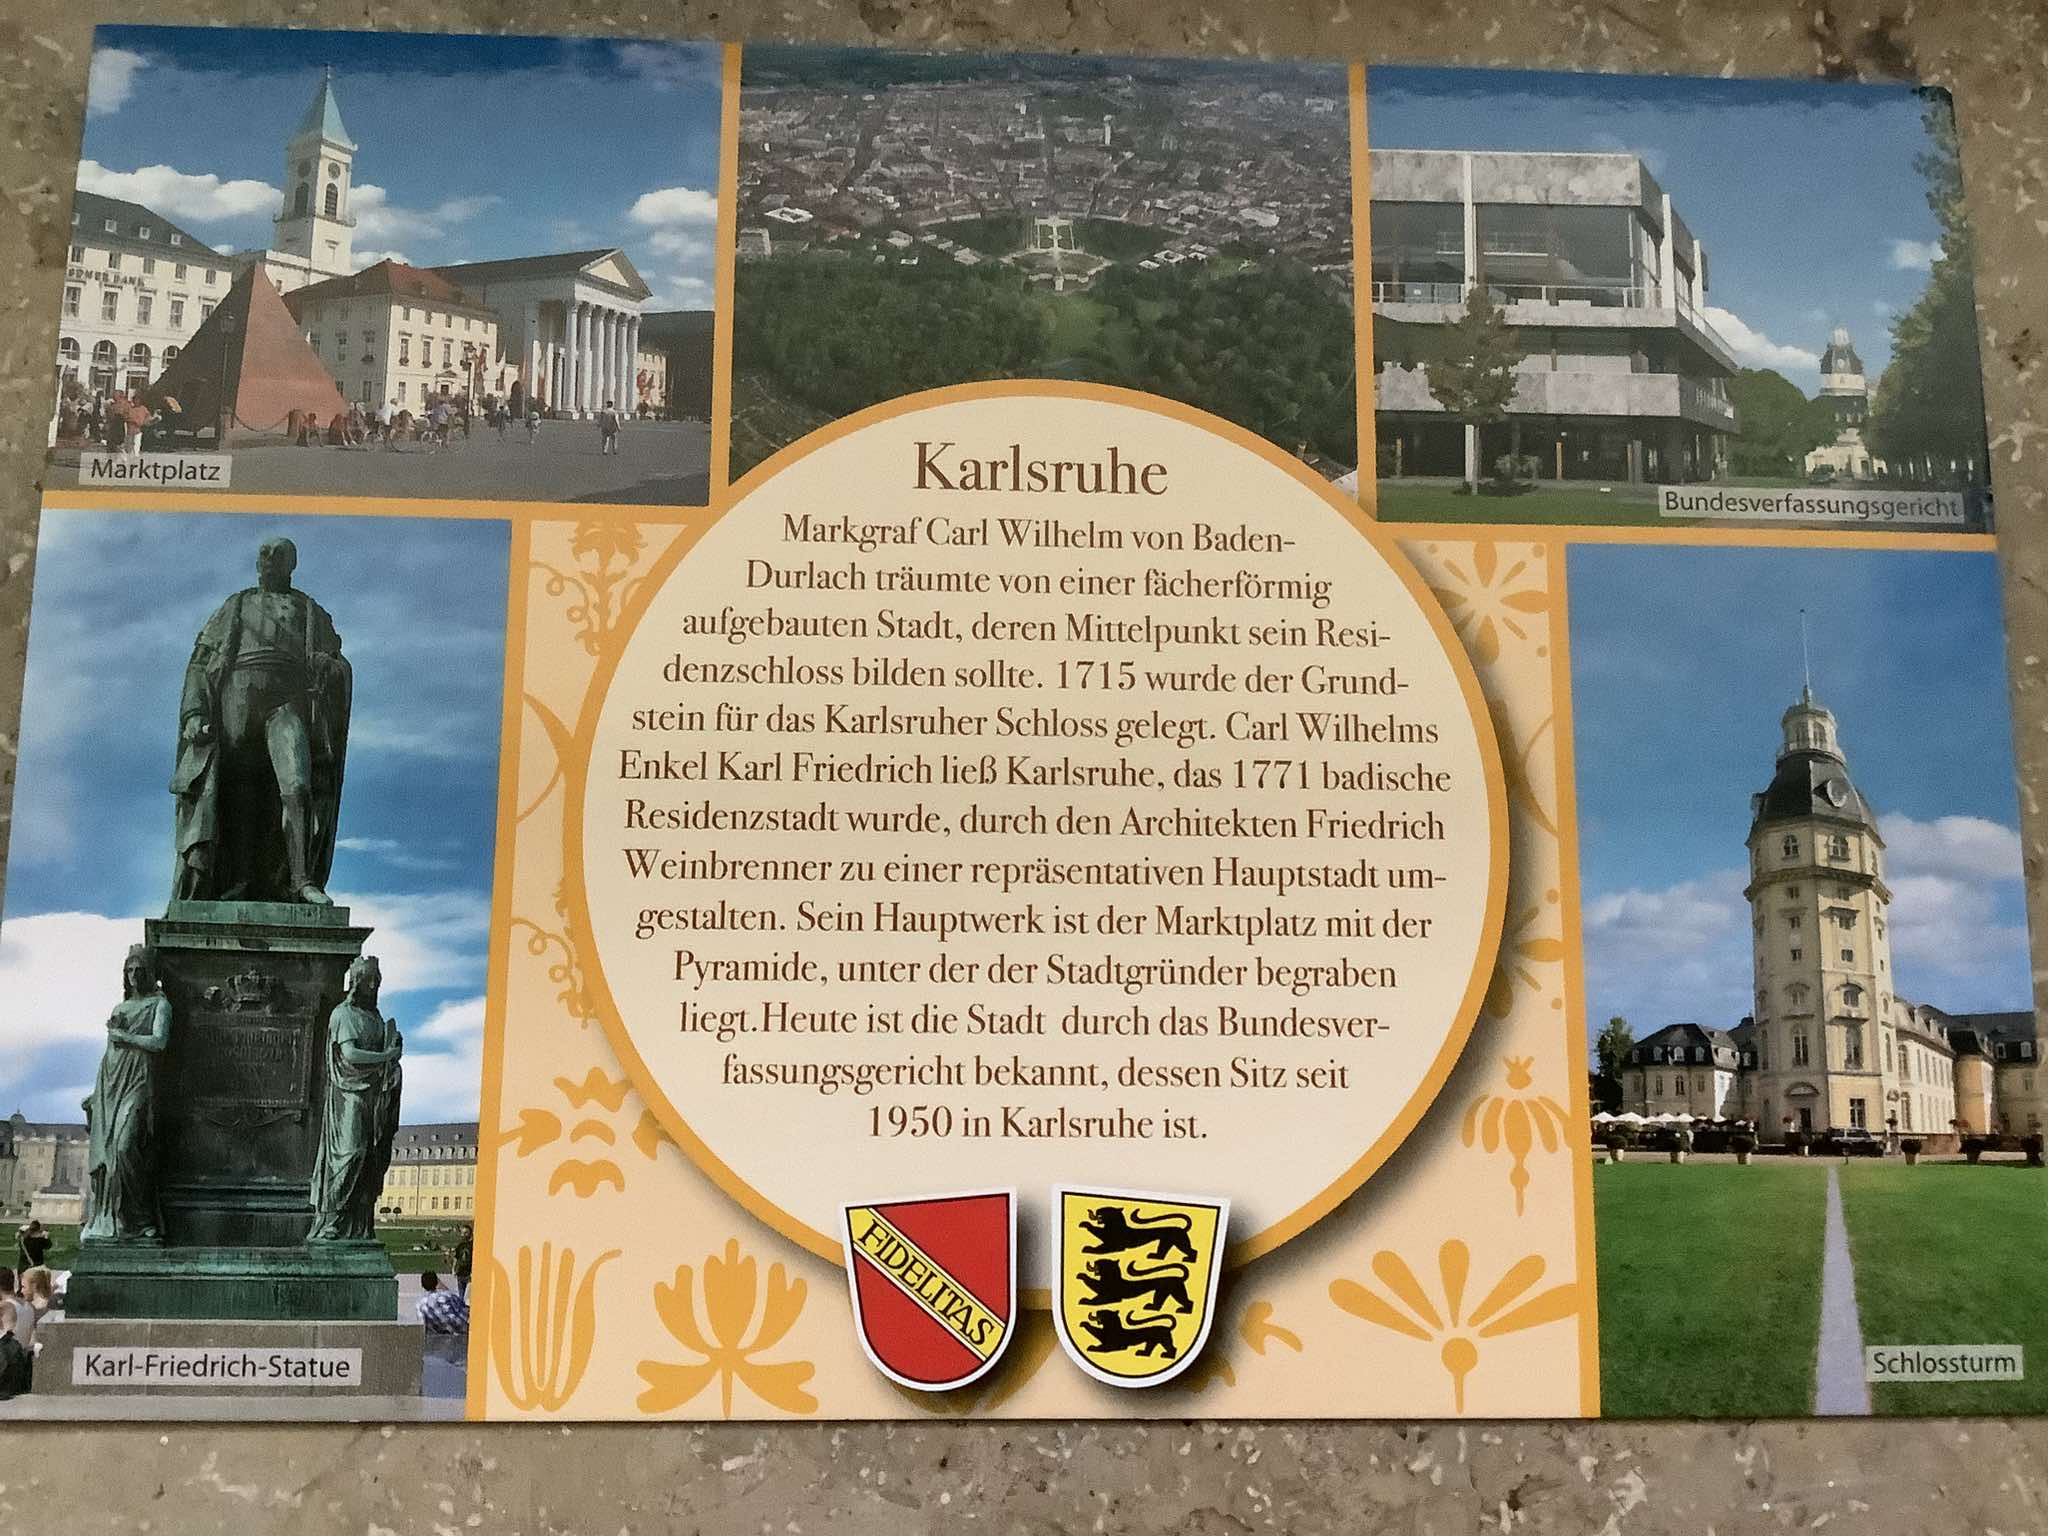 OMMERZBANK
Marktplatz
Bundesverfassungsgericht
Karlsruhe
Markgraf Carl Wilhelm von Baden-
Durlach träumte von einer fächerförmig
aufgebauten Stadt, deren Mittelpunkt sein Resi-
denzschloss bilden sollte. 1715 wurde der Grund-
stein für das Karlsruher Schloss gelegt. Carl Wilhelms
Enkel Karl Friedrich ließ Karlsruhe, das 1771 badische
Residenzstadt wurde, durch den Architekten Friedrich
Weinbrenner zu einer repräsentativen Hauptstadt um-
gestalten. Sein Hauptwerk ist der Marktplatz mit der
Pyramide, unter der der Stadtgründer begraben
liegt.Heute ist die Stadt durch das Bundesver-
fassungsgericht bekannt, dessen Sitz seit
1950 in Karlsruhe ist.
FIDELITAS
Karl-Friedrich-Statue
Schlossturm